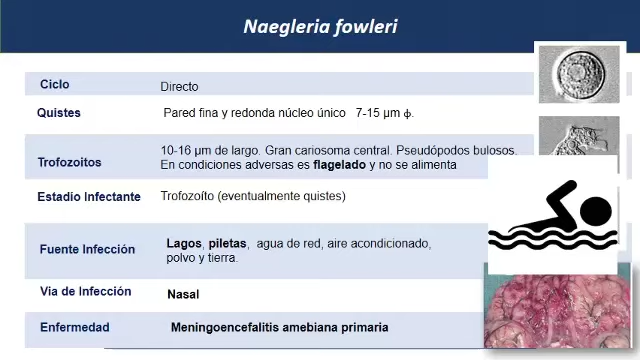 Naegleria fowleri
Ciclo Directo
Quistes Pared fina y redonda núcleo único 7-15 µm ɸ.
10-16 µm de largo. Gran cariosoma central. Pseudópodos bulosos.
Trofozoitos En condiciones adversas es flagelado y no se alimenta
Estadio Infectante Trofozoíto (eventualmente quistes)
Fuente Infección Lagos, piletas, agua de red, aire acondicionado,
polvo y tierra.
Via de Infección Nasal
Enfermedad Meningoencefalitis amebiana primaria